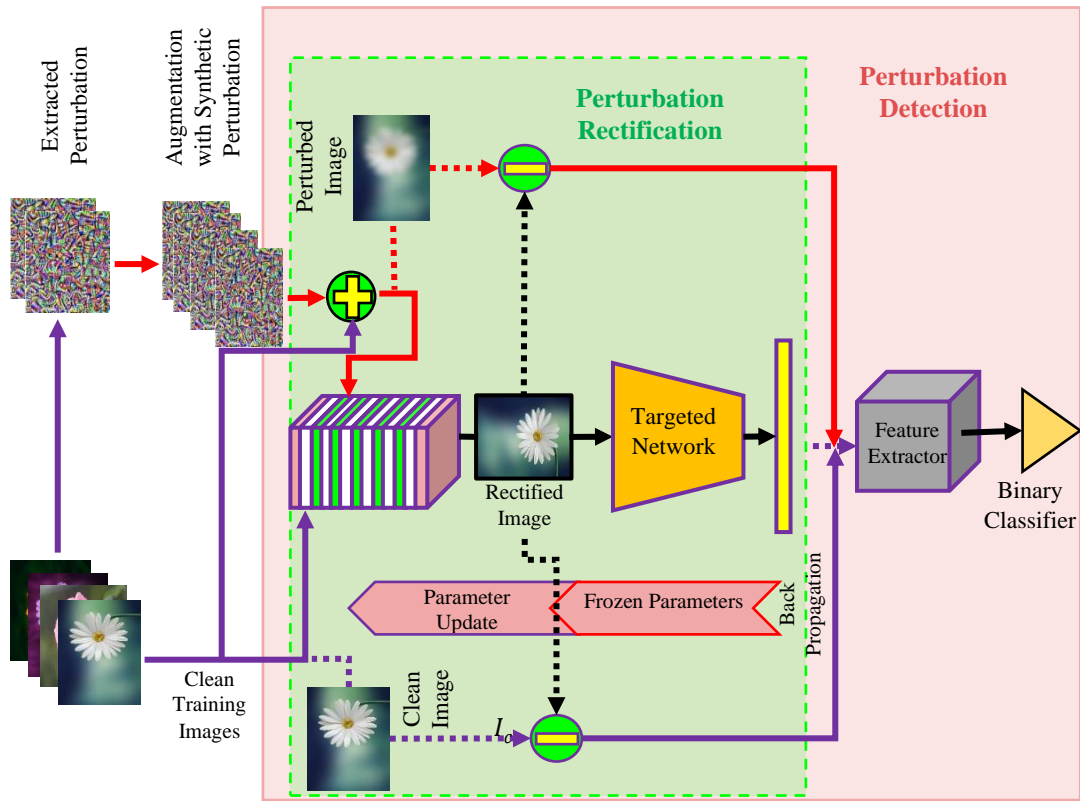 Extracted
Perturbation
Augmentation
with Synthetic
Perturbation
Perturbation
Rectification
Perturbation
Detection
Perturbed
Image
Targeted
Network
Feature
Extractor
Rectified
Image
Binary
Classifier
Parameter
Update
Frozen Parameters
Back
Propagation
Clean
Training
Images
Clean
Image